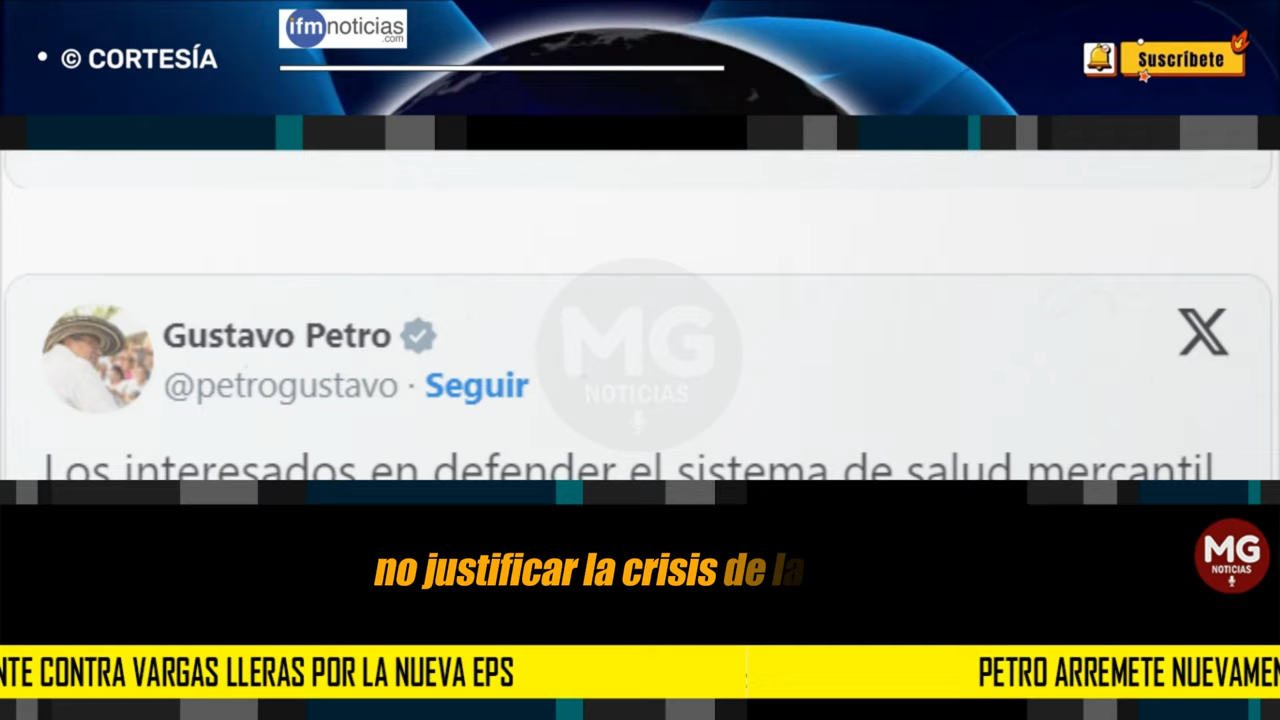 • © CORTESÍA
ifmnoticias
.com
Suscríbete
Gustavo Petro
@petrogustavo · Seguir
MG
NOTICIAS
Los interesados en defender el sistema de salud mercantil
no justificar la crisis de la
MG
NOTICIAS
NTE CONTRA VARGAS LLERAS POR LA NUEVA EPS
PETRO ARREMETE NUEVAMEN